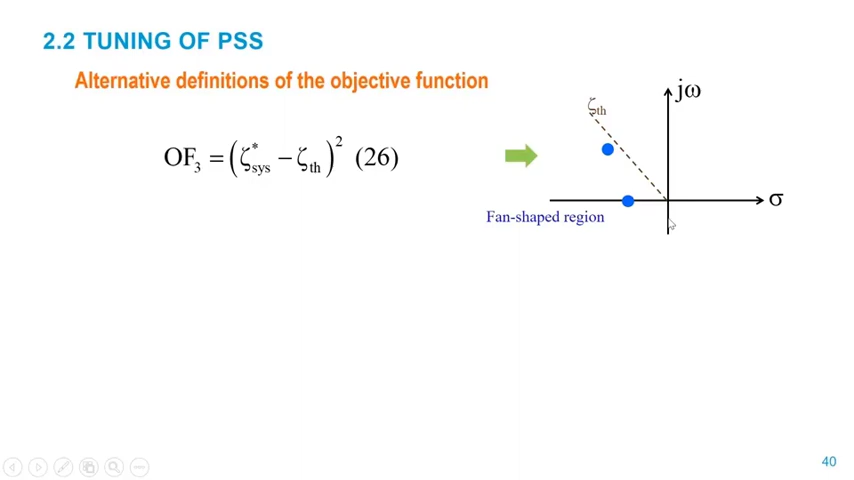 2.2 TUNING OF PSS
Alternative definitions of the objective function
OF₃ = (ζ*sys − ζth)² (26)
ζth
jω
σ
Fan-shaped region
40